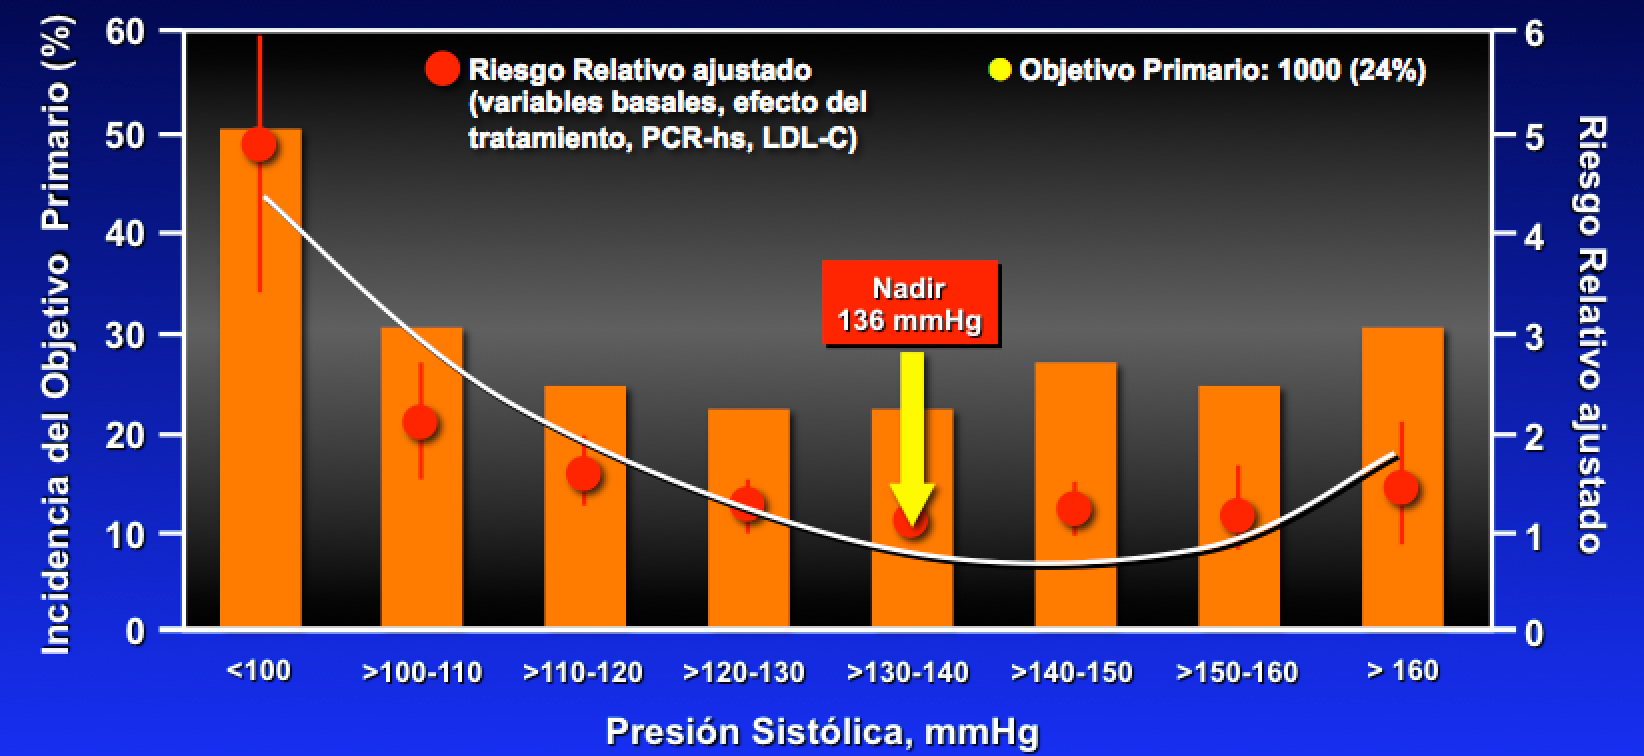 Incidencia del Objetivo Primario (%)
60
50
40
30
20
10
0
Riesgo Relativo ajustado
(variables basales, efecto del
tratamiento, PCR-hs, LDL-C)
Objetivo Primario: 1000 (24%)
Nadir
136 mmHg
6
5
4
3
2
1
0
Riesgo Relativo ajustado
<100
>100-110
>110-120
>120-130
>130-140
>140-150
>150-160
> 160
Presión Sistólica, mmHg